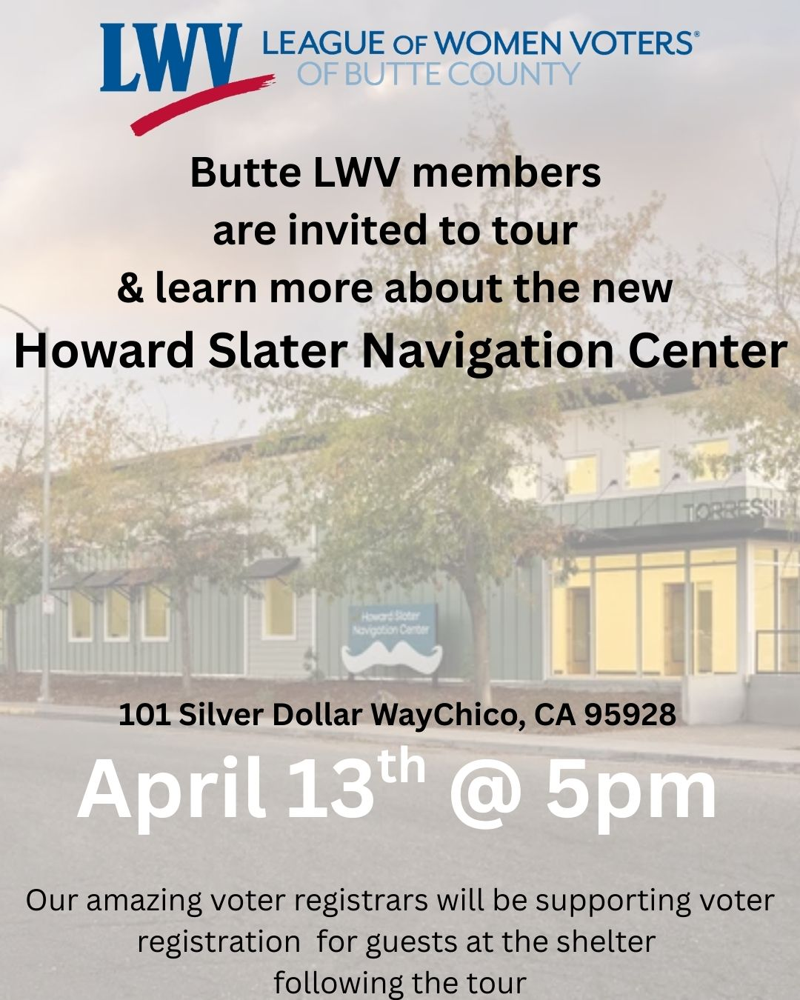 LWV LEAGUE OF WOMEN VOTERS®
OF BUTTE COUNTY
Butte LWV members
are invited to tour
& learn more about the new
Howard Slater Navigation Center
TORRES
Howard Slater
Navigation Center
101 Silver Dollar WayChico, CA 95928
April 13th @ 5pm
Our amazing voter registrars will be supporting voter
registration  for guests at the shelter
following the tour